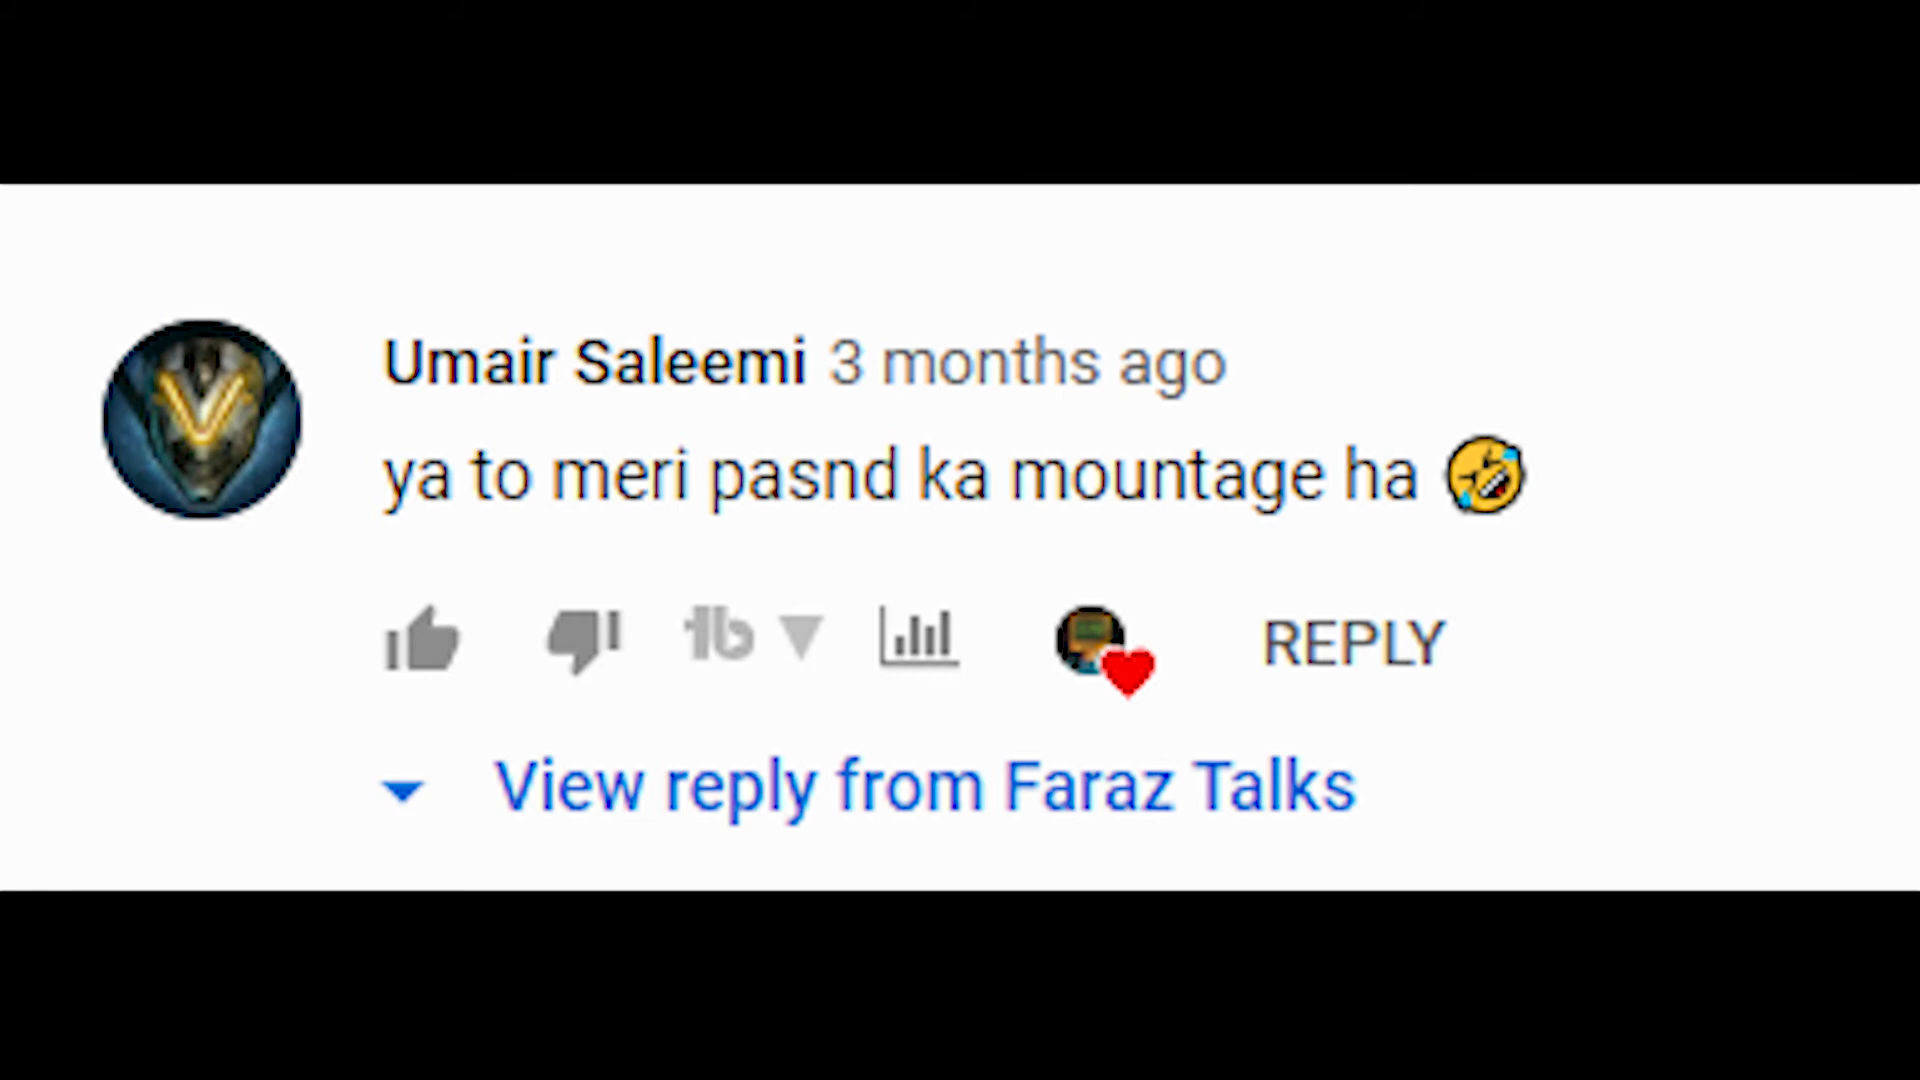 Umair Saleemi 3 months ago
ya to meri pasnd ka mountage ha 🤣
REPLY
View reply from Faraz Talks